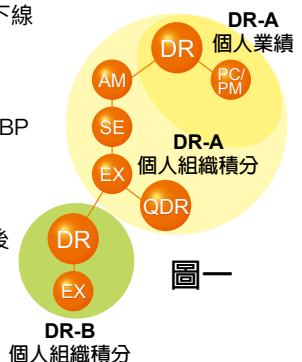 下線
DR-A
個人業績
DR
PC/
PM
AM
BP
SE
DR-A
個人組織積分
EX
QDR
後
DR
圖一
EX
DR-B
個人組織積分